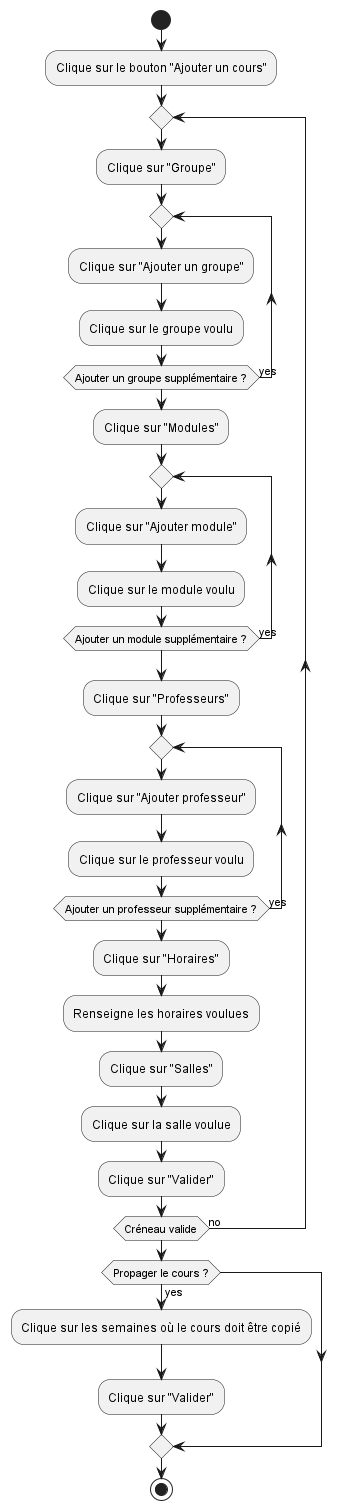 Clique sur le bouton "Ajouter un cours"
Clique sur "Groupe"
Clique sur "Ajouter un groupe"
Clique sur le groupe voulu
Ajouter un groupe supplémentaire ?
yes
Clique sur "Modules"
Clique sur "Ajouter module"
Clique sur le module voulu
Ajouter un module supplémentaire ?
yes
Clique sur "Professeurs"
Clique sur "Ajouter professeur"
Clique sur le professeur voulu
Ajouter un professeur supplémentaire ?
yes
Clique sur "Horaires"
Renseigne les horaires voulues
Clique sur "Salles"
Clique sur la salle voulue
Clique sur "Valider"
Créneau valide
no
Propager le cours ?
yes
Clique sur les semaines où le cours doit être copié
Clique sur "Valider"